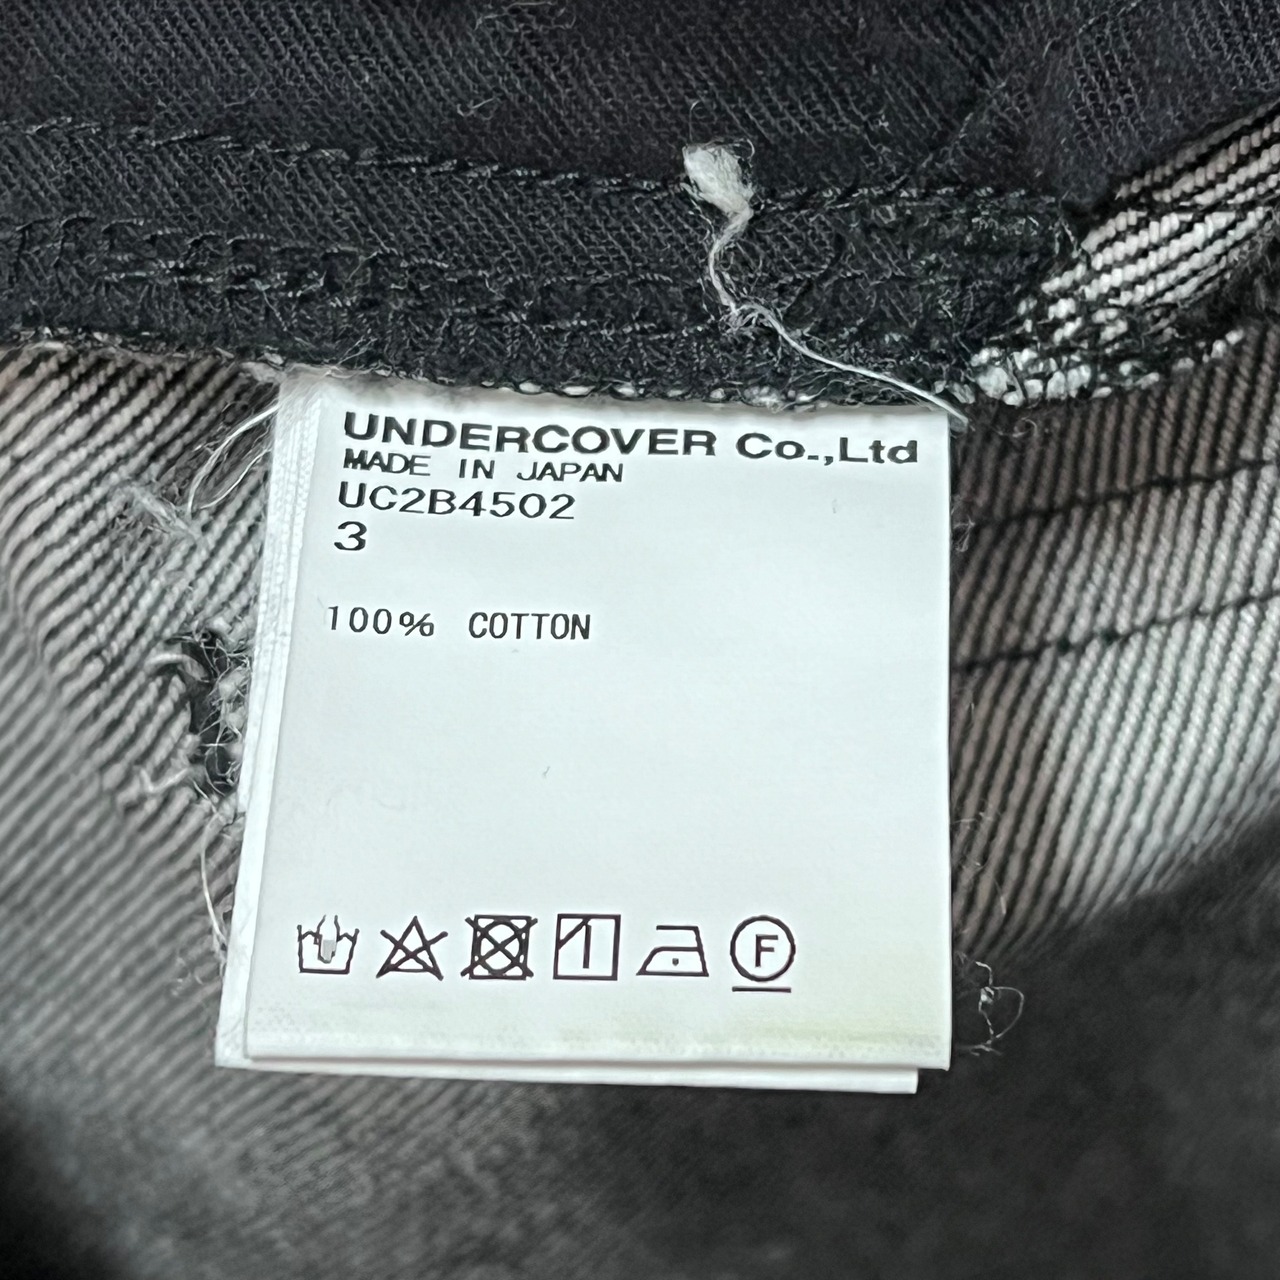 UNDERCOVER Co.,Ltd
MADE IN JAPAN
UC2B4502
3
100% COTTON
F